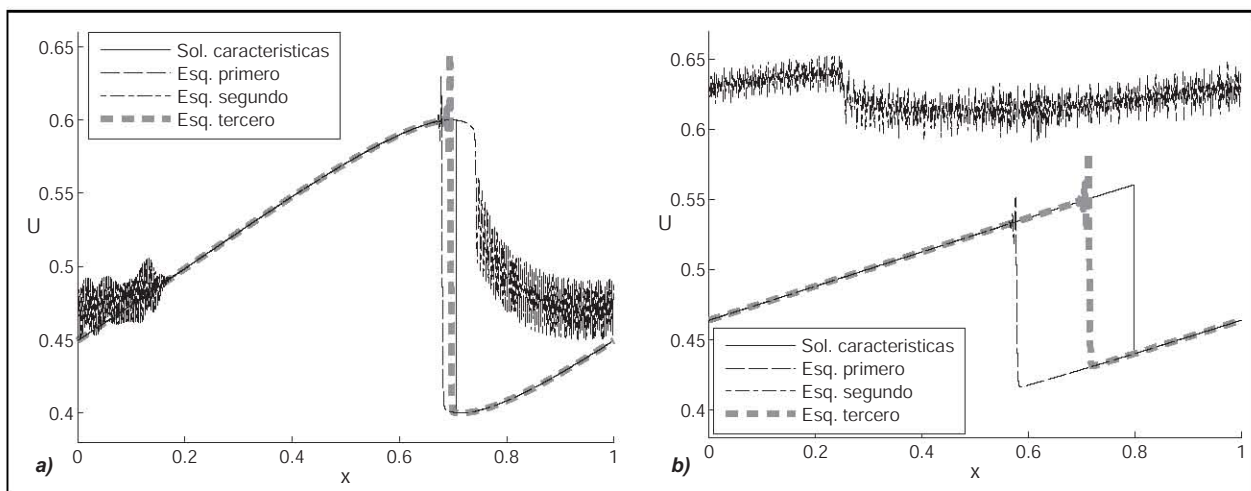 0.65
0.6
0.55
U
0.5
0.45
0.4
Sol. caracteristicas
Esq. primero
Esq. segundo
Esq. tercero
0
0.2
0.4
0.6
0.8
1
a)
x
0.65
0.6
0.55
U
0.5
0.45
0.4
Sol. caracteristicas
Esq. primero
Esq. segundo
Esq. tercero
0
0.2
0.4
0.6
0.8
1
b)
x